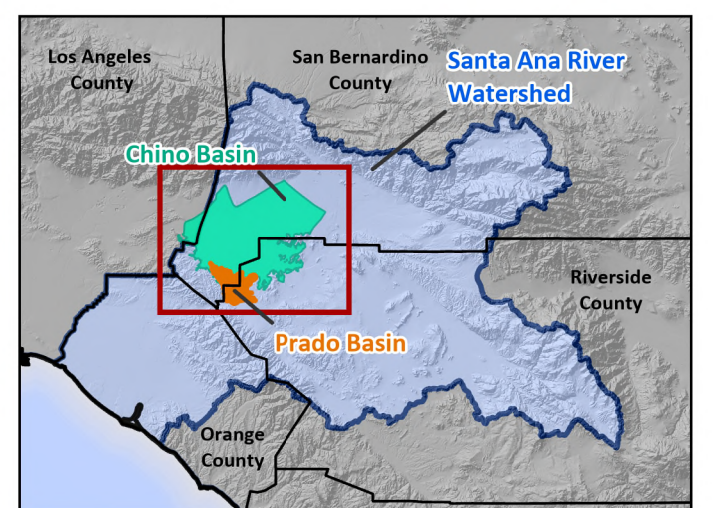 Los Angeles
County
San Bernardino
County
Santa Ana River
Watershed
Chino Basin
Riverside
County
Prado Basin
Orange
County